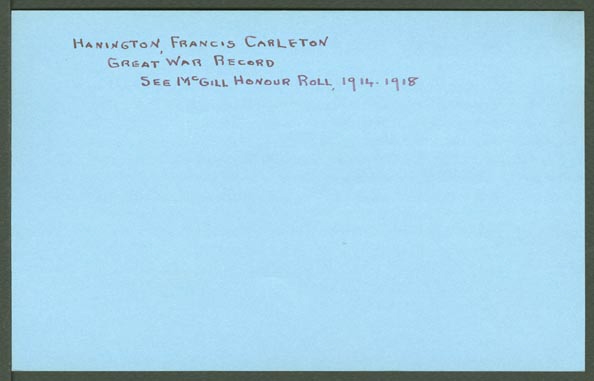 HANINGTON, FRANCIS CARLETON
GREAT WAR RECORD
SEE MCGILL HONOUR ROLL, 1914-1918